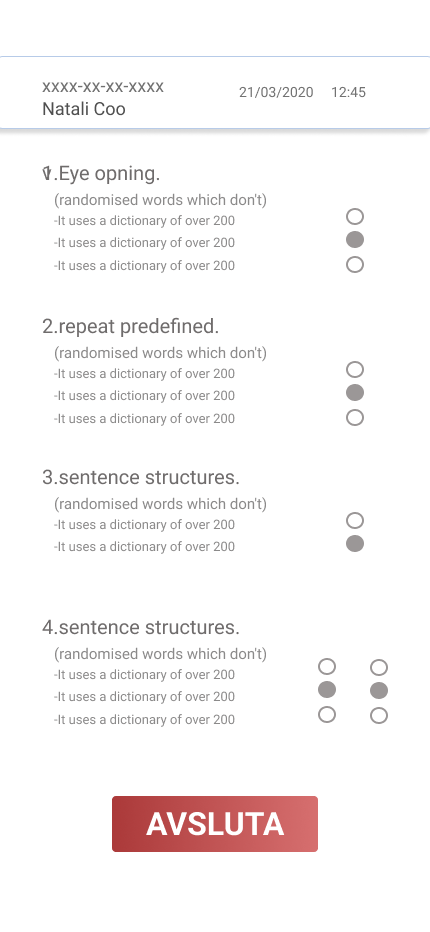 xxxx-xx-xx-xxxx
21/03/2020 12:45
Natali Coo
1.Eye opning.
(randomised words which don't)
-It uses a dictionary of over 200
-It uses a dictionary of over 200
-It uses a dictionary of over 200
2.repeat predefined.
(randomised words which don't)
-It uses a dictionary of over 200
-It uses a dictionary of over 200
-It uses a dictionary of over 200
3.sentence structures.
(randomised words which don't)
-It uses a dictionary of over 200
-It uses a dictionary of over 200
4.sentence structures.
(randomised words which don't)
-It uses a dictionary of over 200
-It uses a dictionary of over 200
-It uses a dictionary of over 200
AVSLUTA